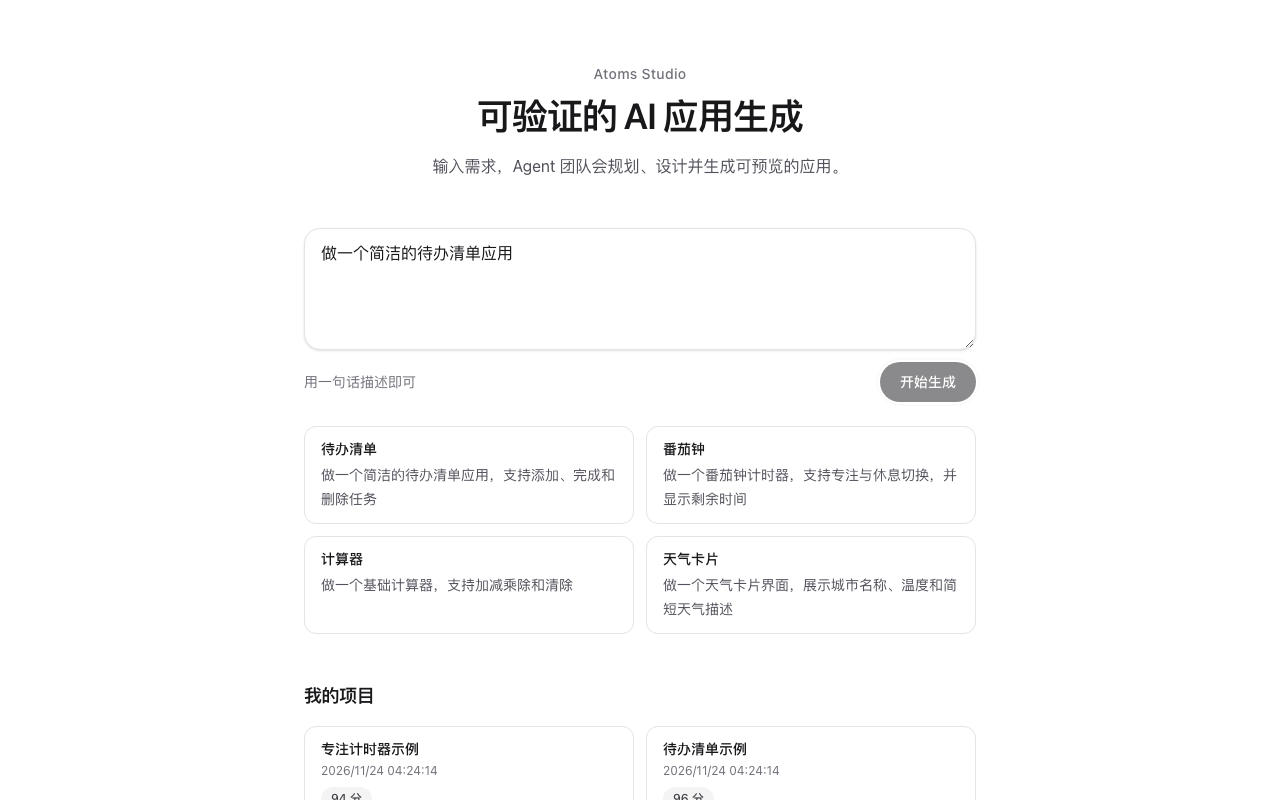 Atoms Studio
可验证的 AI 应用生成
输入需求，Agent 团队会规划、设计并生成可预览的应用。
做一个简洁的待办清单应用
用一句话描述即可
开始生成
待办清单
做一个简洁的待办清单应用，支持添加、完成和
删除任务
番茄钟
做一个番茄钟计时器，支持专注与休息切换，并
显示剩余时间
计算器
做一个基础计算器，支持加减乘除和清除
天气卡片
做一个天气卡片界面，展示城市名称、温度和简
短天气描述
我的项目
专注计时器示例
2026/11/24 04:24:14
94 分
待办清单示例
2026/11/24 04:24:14
96 分